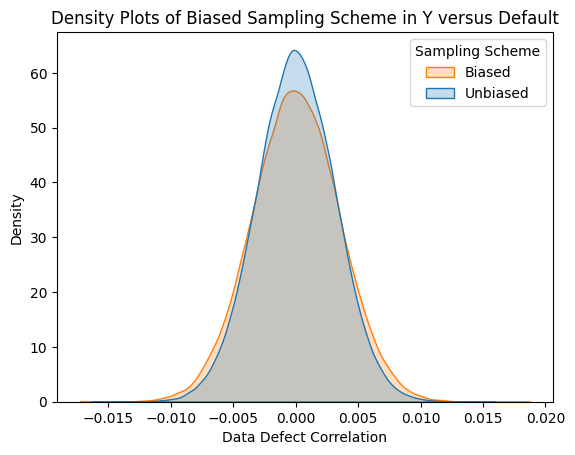 Density Plots of Biased Sampling Scheme in Y versus Default
Sampling Scheme
Biased
Unbiased
Density
60
50
40
30
20
10
0
−0.015 −0.010 −0.005 0.000 0.005 0.010 0.015 0.020
Data Defect Correlation